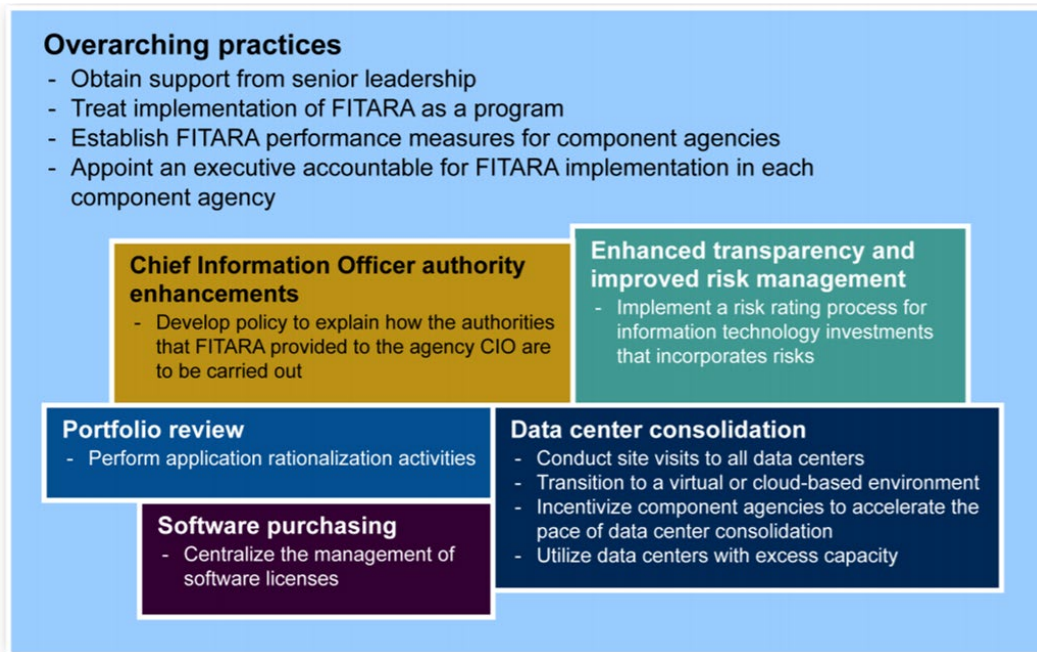 Overarching practices
- Obtain support from senior leadership
- Treat implementation of FITARA as a program
- Establish FITARA performance measures for component agencies
- Appoint an executive accountable for FITARA implementation in each
component agency
Chief Information Officer authority
enhancements
- Develop policy to explain how the authorities
that FITARA provided to the agency CIO are
to be carried out
Enhanced transparency and
improved risk management
- Implement a risk rating process for
information technology investments
that incorporates risks
Portfolio review
- Perform application rationalization activities
Data center consolidation
- Conduct site visits to all data centers
- Transition to a virtual or cloud-based environment
- Incentivize component agencies to accelerate the
pace of data center consolidation
- Utilize data centers with excess capacity
Software purchasing
- Centralize the management of
software licenses